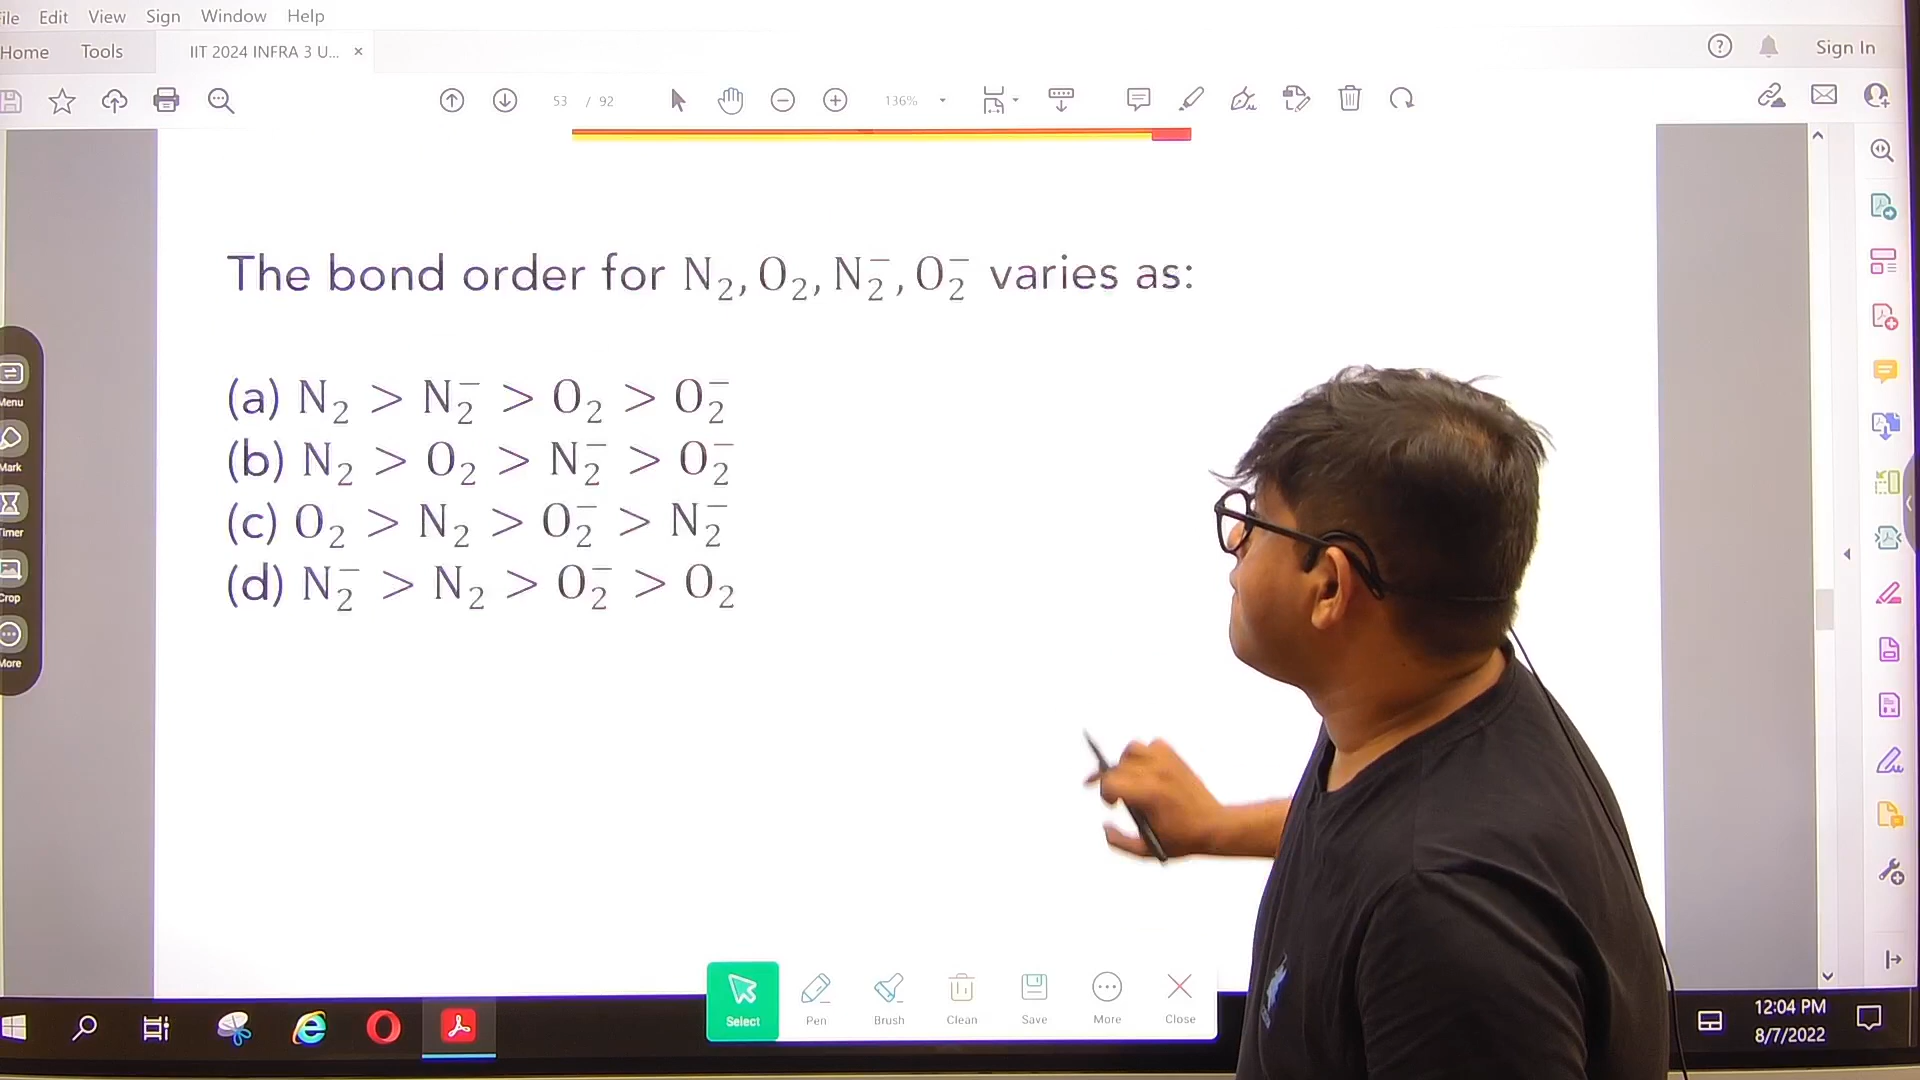 ile Edit View Sign Window Help
Home Tools IIT 2024 INFRA 3 U... × Sign In
53 / 92 136%
The bond order for N₂, O₂, N₂⁻, O₂⁻ varies as:
(a) N₂ > N₂⁻ > O₂ > O₂⁻
(b) N₂ > O₂ > N₂⁻ > O₂⁻
(c) O₂ > N₂ > O₂⁻ > N₂⁻
(d) N₂⁻ > N₂ > O₂⁻ > O₂
Menu
Mark
Timer
Crop
More
Select Pen Brush Clean Save More Close
12:04 PM
8/7/2022